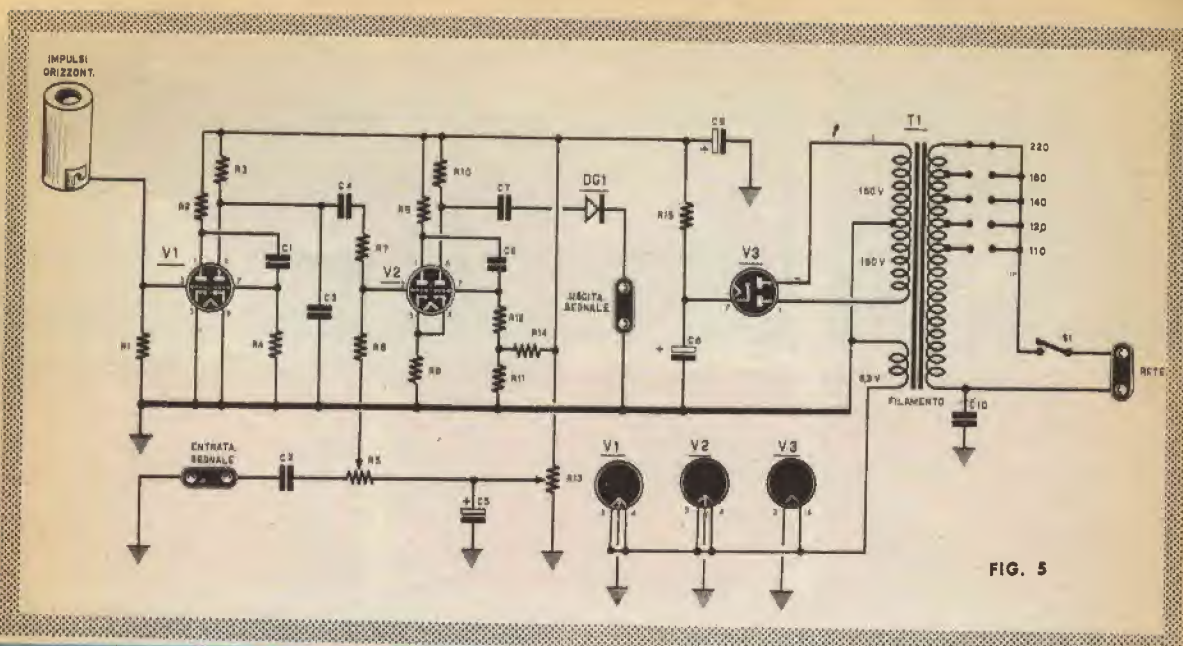 IMPULSI
ORIZZONT.
R2
R3
V1
C1
R1
R4
C3
C4
R7
R8
R9
R10
V2
C7
C6
R12
R14
R11
DG1
USCITA
SEGNALE
C9
R15
V3
T1
150 V
150 V
6,3 V
FILAMENTO
220
160
140
120
110
S1
RETE
C10
ENTRATA
SEGNALE
C2
R5
C5
R13
V1
V2
V3
FIG. 5